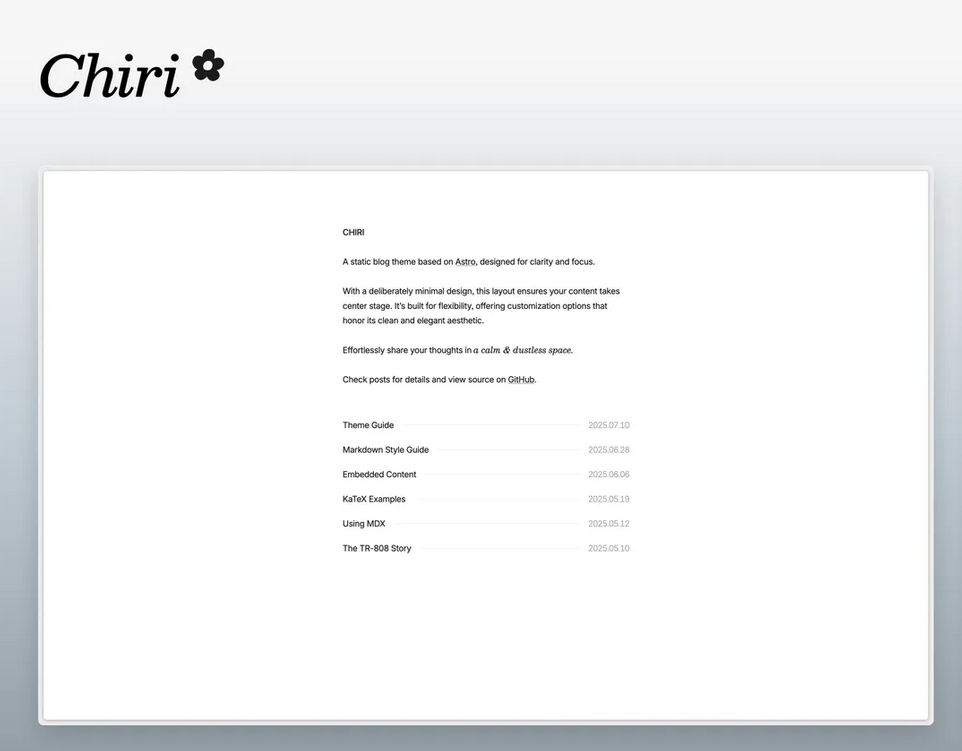 Chiri
CHIRI
A static blog theme based on Astro, designed for clarity and focus.
With a deliberately minimal design, this layout ensures your content takes
center stage. It's built for flexibility, offering customization options that
honor its clean and elegant aesthetic.
Effortlessly share your thoughts in a calm & dustless space.
Check posts for details and view source on GitHub.
Theme Guide 2025.07.10
Markdown Style Guide 2025.06.28
Embedded Content 2025.06.06
KaTeX Examples 2025.05.19
Using MDX 2025.05.12
The TR-808 Story 2025.05.10